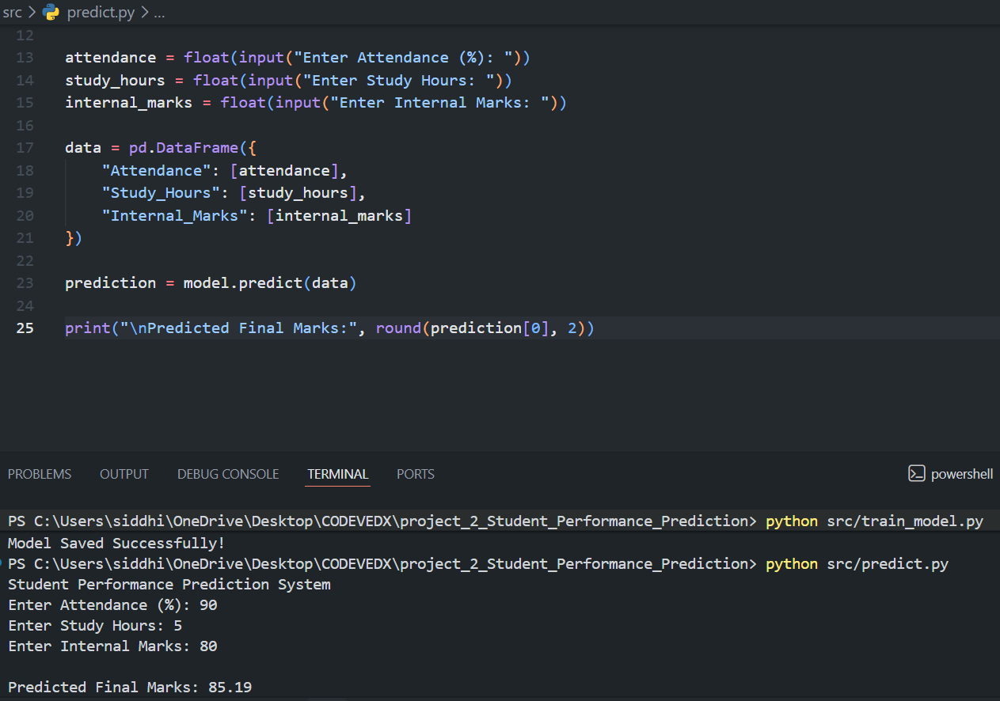 src > predict.py > ...
12
13 attendance = float(input("Enter Attendance (%): "))
14 study_hours = float(input("Enter Study Hours: "))
15 internal_marks = float(input("Enter Internal Marks: "))
16
17 data = pd.DataFrame({
18     "Attendance": [attendance],
19     "Study_Hours": [study_hours],
20     "Internal_Marks": [internal_marks]
21 })
22
23 prediction = model.predict(data)
24
25 print("\nPredicted Final Marks:", round(prediction[0], 2))
PROBLEMS OUTPUT DEBUG CONSOLE TERMINAL PORTS powershell
PS C:\Users\siddhi\OneDrive\Desktop\CODEVEDX\project_2_Student_Performance_Prediction> python src/train_model.py
Model Saved Successfully!
PS C:\Users\siddhi\OneDrive\Desktop\CODEVEDX\project_2_Student_Performance_Prediction> python src/predict.py
Student Performance Prediction System
Enter Attendance (%): 90
Enter Study Hours: 5
Enter Internal Marks: 80
Predicted Final Marks: 85.19